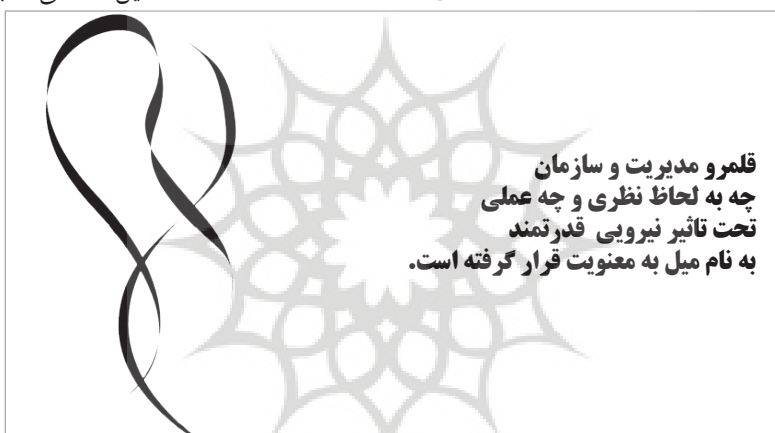 قلمرو مدیریت و سازمان
چه به لحاظ نظری و چه عملی
تحت تاثیر نیرویی قدرتمند
به نام میل به معنویت قرار گرفته است.